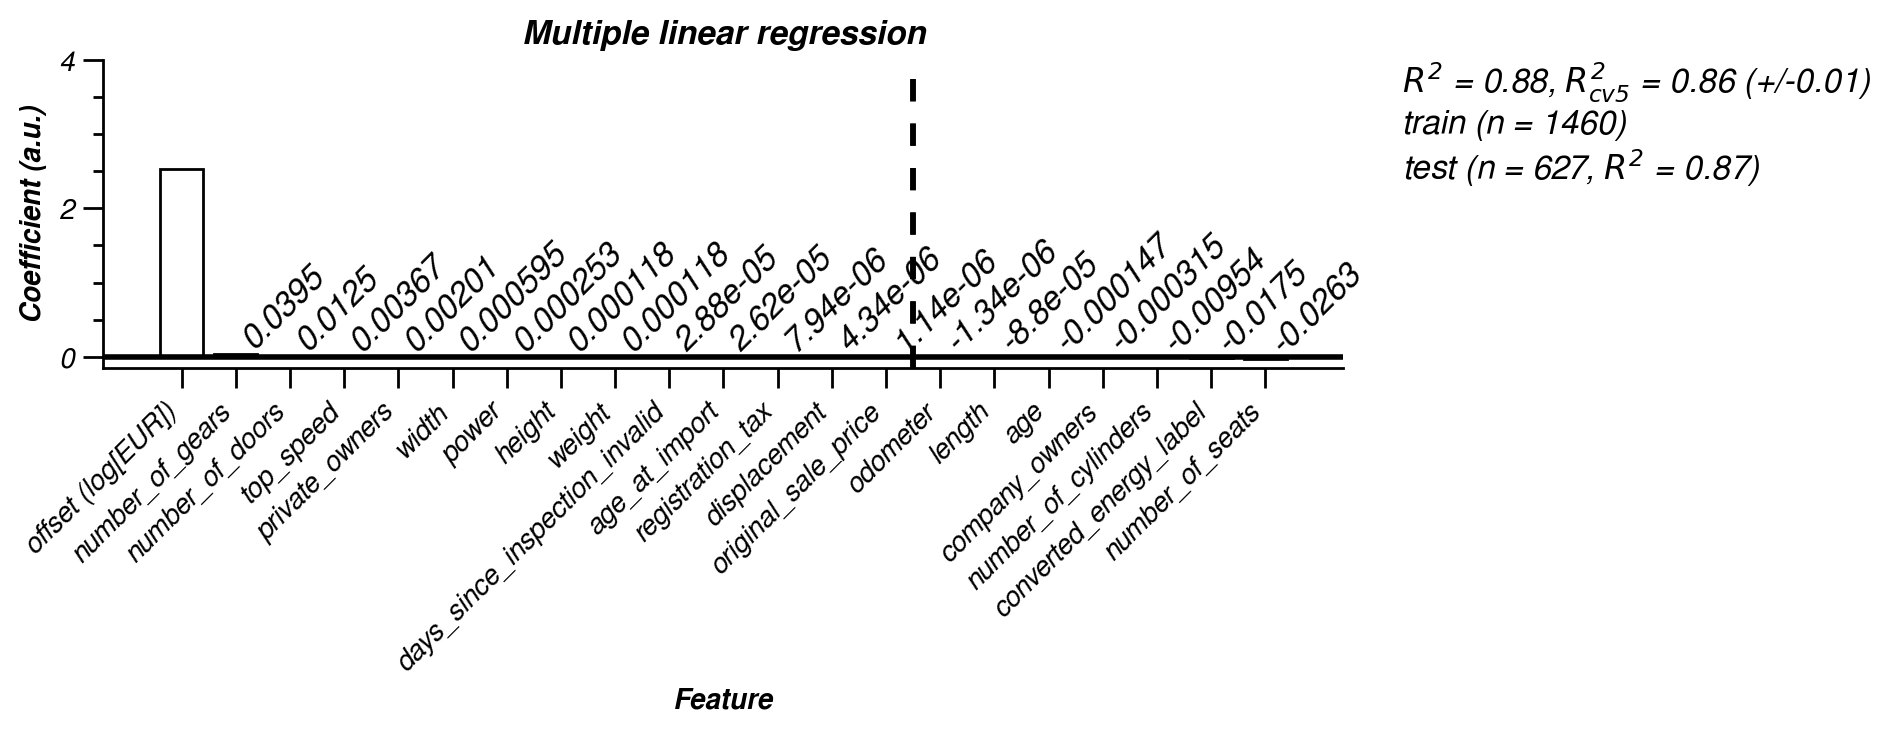 Multiple linear regression
R² = 0.88, R²cv5 = 0.86 (+/-0.01)
train (n = 1460)
test (n = 627, R² = 0.87)
Coefficient (a.u.)
4
2
0
0.0395
0.0125
0.00367
0.00201
0.000595
0.000253
0.000118
0.000118
2.88e-05
2.62e-05
7.94e-06
4.34e-06
1.14e-06
-1.34e-06
-8.8e-05
-0.000147
-0.000315
-0.00954
-0.0175
-0.0263
offset (log[EUR])
number_of_gears
number_of_doors
top_speed
private_owners
width
power
height
weight
days_since_inspection_invalid
age_at_import
registration_tax
displacement
original_sale_price
odometer
length
age
company_owners
number_of_cylinders
converted_energy_label
number_of_seats
Feature